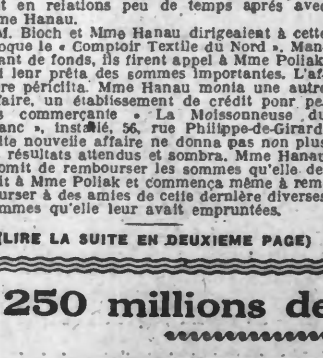 t en relations peu de temps aprés avec
me Hanau.
M. Bloch et Mme Hanau dirigeaient à cette
oque le « Comptoir Textile du Nord ». Man-
ant de fonds, ils firent appel à Mme Poliak
i leur prêta des sommes importantes. L'af-
re périclita. Mme Hanau monta une autre
faire, un établissement de crédit pour pe-
s commerçante « La Moissonneuse du
anc », installé, 56, rue Philippe-de-Girard.
tte nouvelle affaire ne donna pas non plus
s résultats attendus et sombra. Mme Hanau
omit de rembourser les sommes qu'elle de-
it à Mme Poliak et commença même à rem-
urser à des amies de cette dernière diverses
mmes qu'elle leur avait empruntées.
(LIRE LA SUITE EN DEUXIEME PAGE)
250 millions de